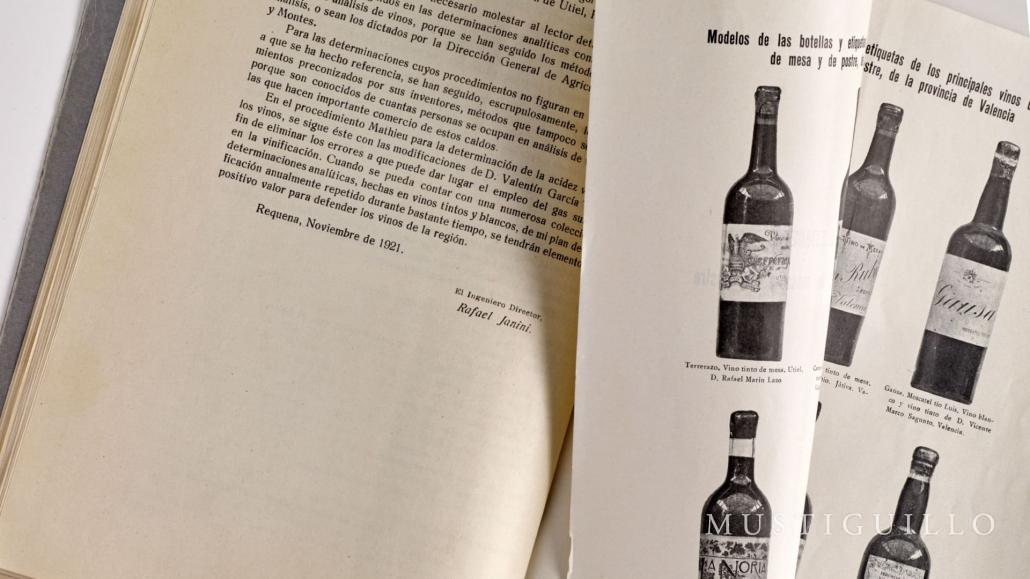 necesario molestar al lector
en las determinaciones analíticas
análisis de vinos, porque se han seguido los
o sean los dictados por la Dirección General de
y Montes.
Para las determinaciones cuyos procedimientos no figuran en
a que se ha hecho referencia, se han seguido, escrupulosamente,
mientos preconizados por sus inventores, métodos que tampoco
porque son conocidos de cuantas personas se ocupan en análisis de
las que hacen importante comercio de estos caldos.
En el procedimiento Mathieu para la determinación de la acidez
los vinos, se sigue éste con las modificaciones de D. Valentín García
fin de eliminar los errores a que puede dar lugar el empleo del gas
en la vinificación. Cuando se pueda contar con una numerosa
determinaciones analíticas, hechas en vinos tintos y blancos, de mi plan de
ficación anualmente repetido durante bastante tiempo, se tendrán
positivo valor para defender los vinos de la región.
Requena, Noviembre de 1921.
El Ingeniero Director,
Rafael Janini.
Modelos de las botellas y
de mesa y de postre,
etiquetas de los principales vinos
de la provincia de Valencia
Terrerazo, Vino tinto de mesa, Utiel,
D. Rafael Marín Lazo
tinto de mesa,
Játiva.
Gausa
Gausa. Moscatel tío Luis, Vino blan-
co y vino tinto de D. Vicente
Marco Sagunto, Valencia.
MUSTIGUILLO